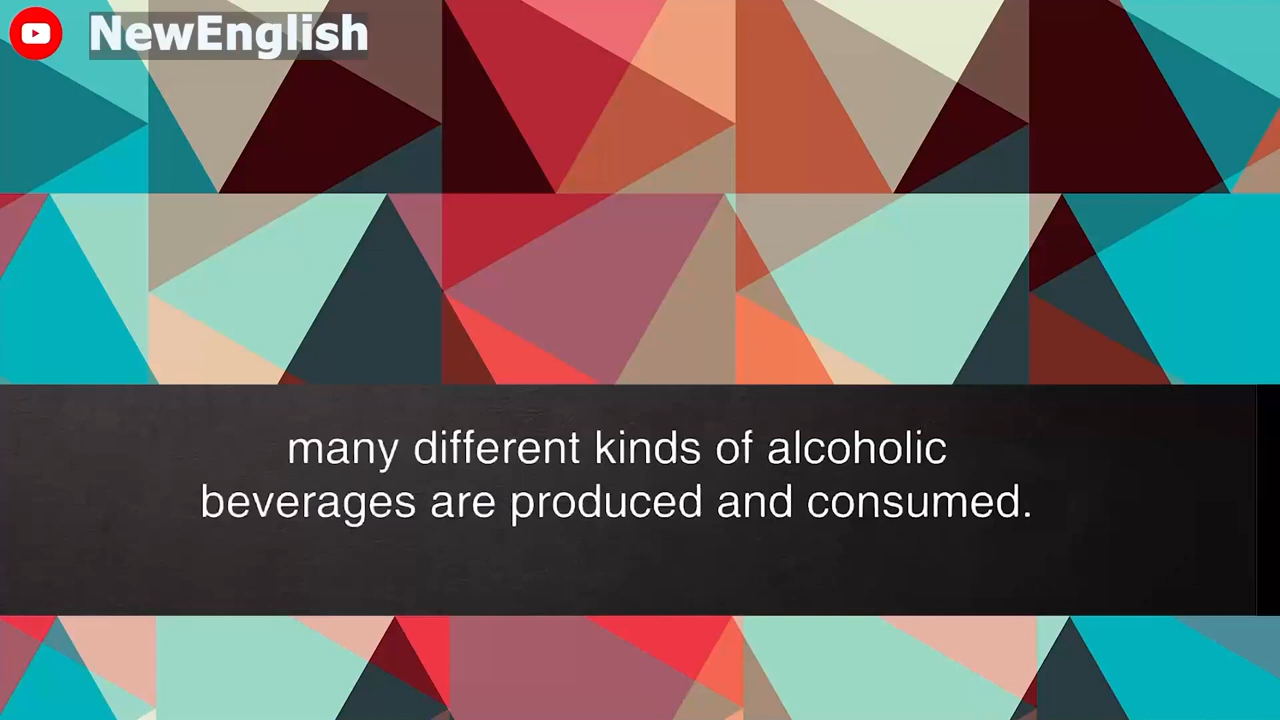 NewEnglish
many different kinds of alcoholic
beverages are produced and consumed.